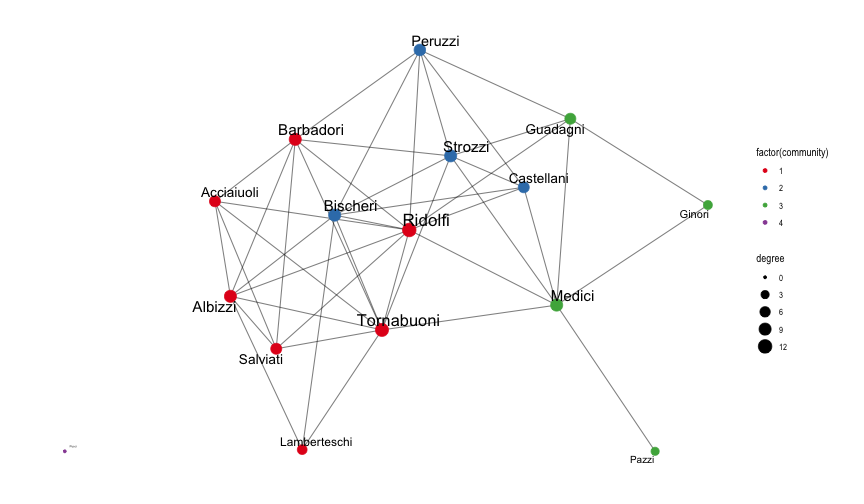 Peruzzi
Guadagni
Barbadori
Strozzi
Castellani
Acciaiuoli
Bischeri
Ridolfi
Ginori
Medici
Albizzi
Tornabuoni
Salviati
Lamberteschi
Pazzi
factor(community)
1
2
3
4
degree
0
3
6
9
12